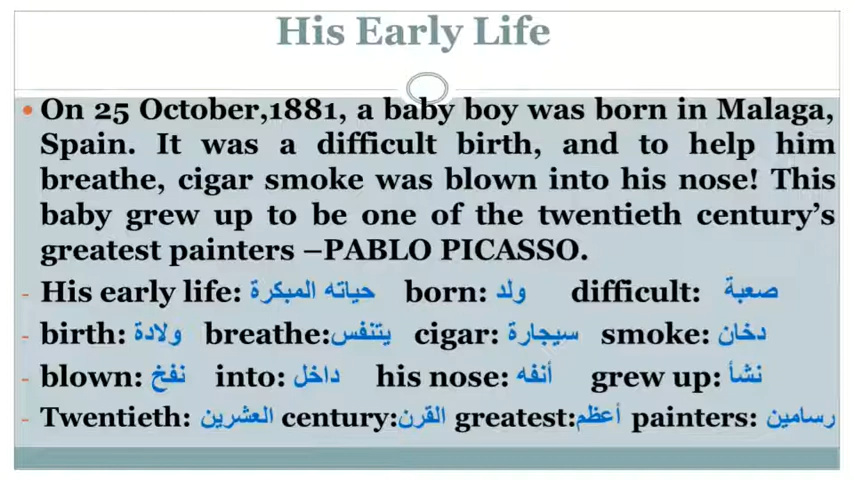 His Early Life
• On 25 October,1881, a baby boy was born in Malaga,
Spain. It was a difficult birth, and to help him
breathe, cigar smoke was blown into his nose! This
baby grew up to be one of the twentieth century’s
greatest painters –PABLO PICASSO.
- His early life: حياته المبكرة born: ولد difficult: صعبة
- birth: ولادة breathe:يتنفس cigar: سيجارة smoke: دخان
- blown: نفخ into: داخل his nose: أنفه grew up: نشأ
- Twentieth: العشرين century:القرن greatest:أعظم painters: رسامين